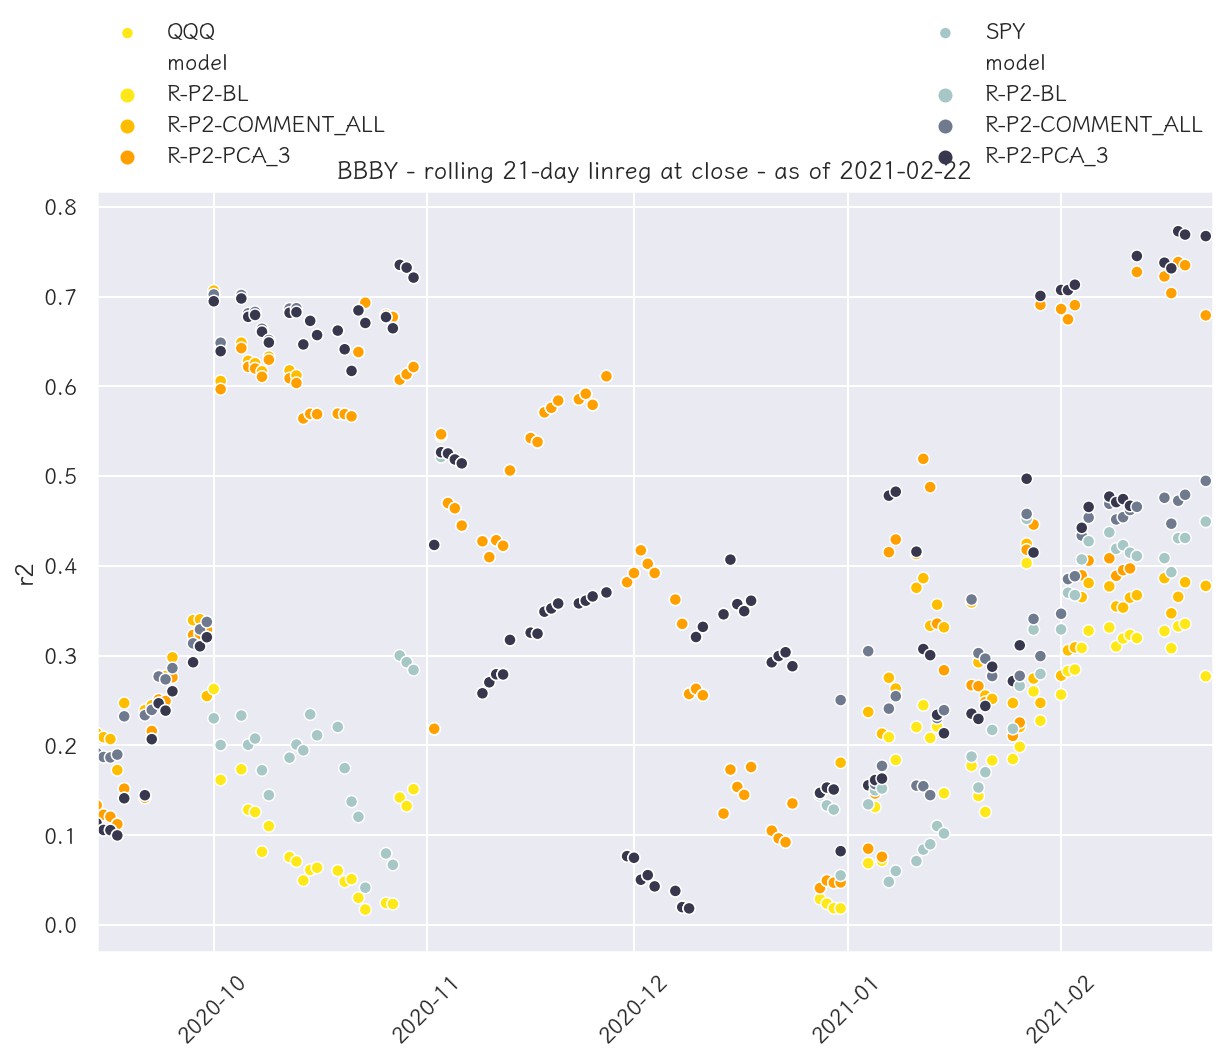 QQQ
model
R-P2-BL
R-P2-COMMENT_ALL
R-P2-PCA_3
SPY
model
R-P2-BL
R-P2-COMMENT_ALL
R-P2-PCA_3
BBBY - rolling 21-day linreg at close - as of 2021-02-22
0.8
0.7
0.6
0.5
0.4
0.3
0.2
0.1
0.0
r2
2020-10
2020-11
2020-12
2021-01
2021-02